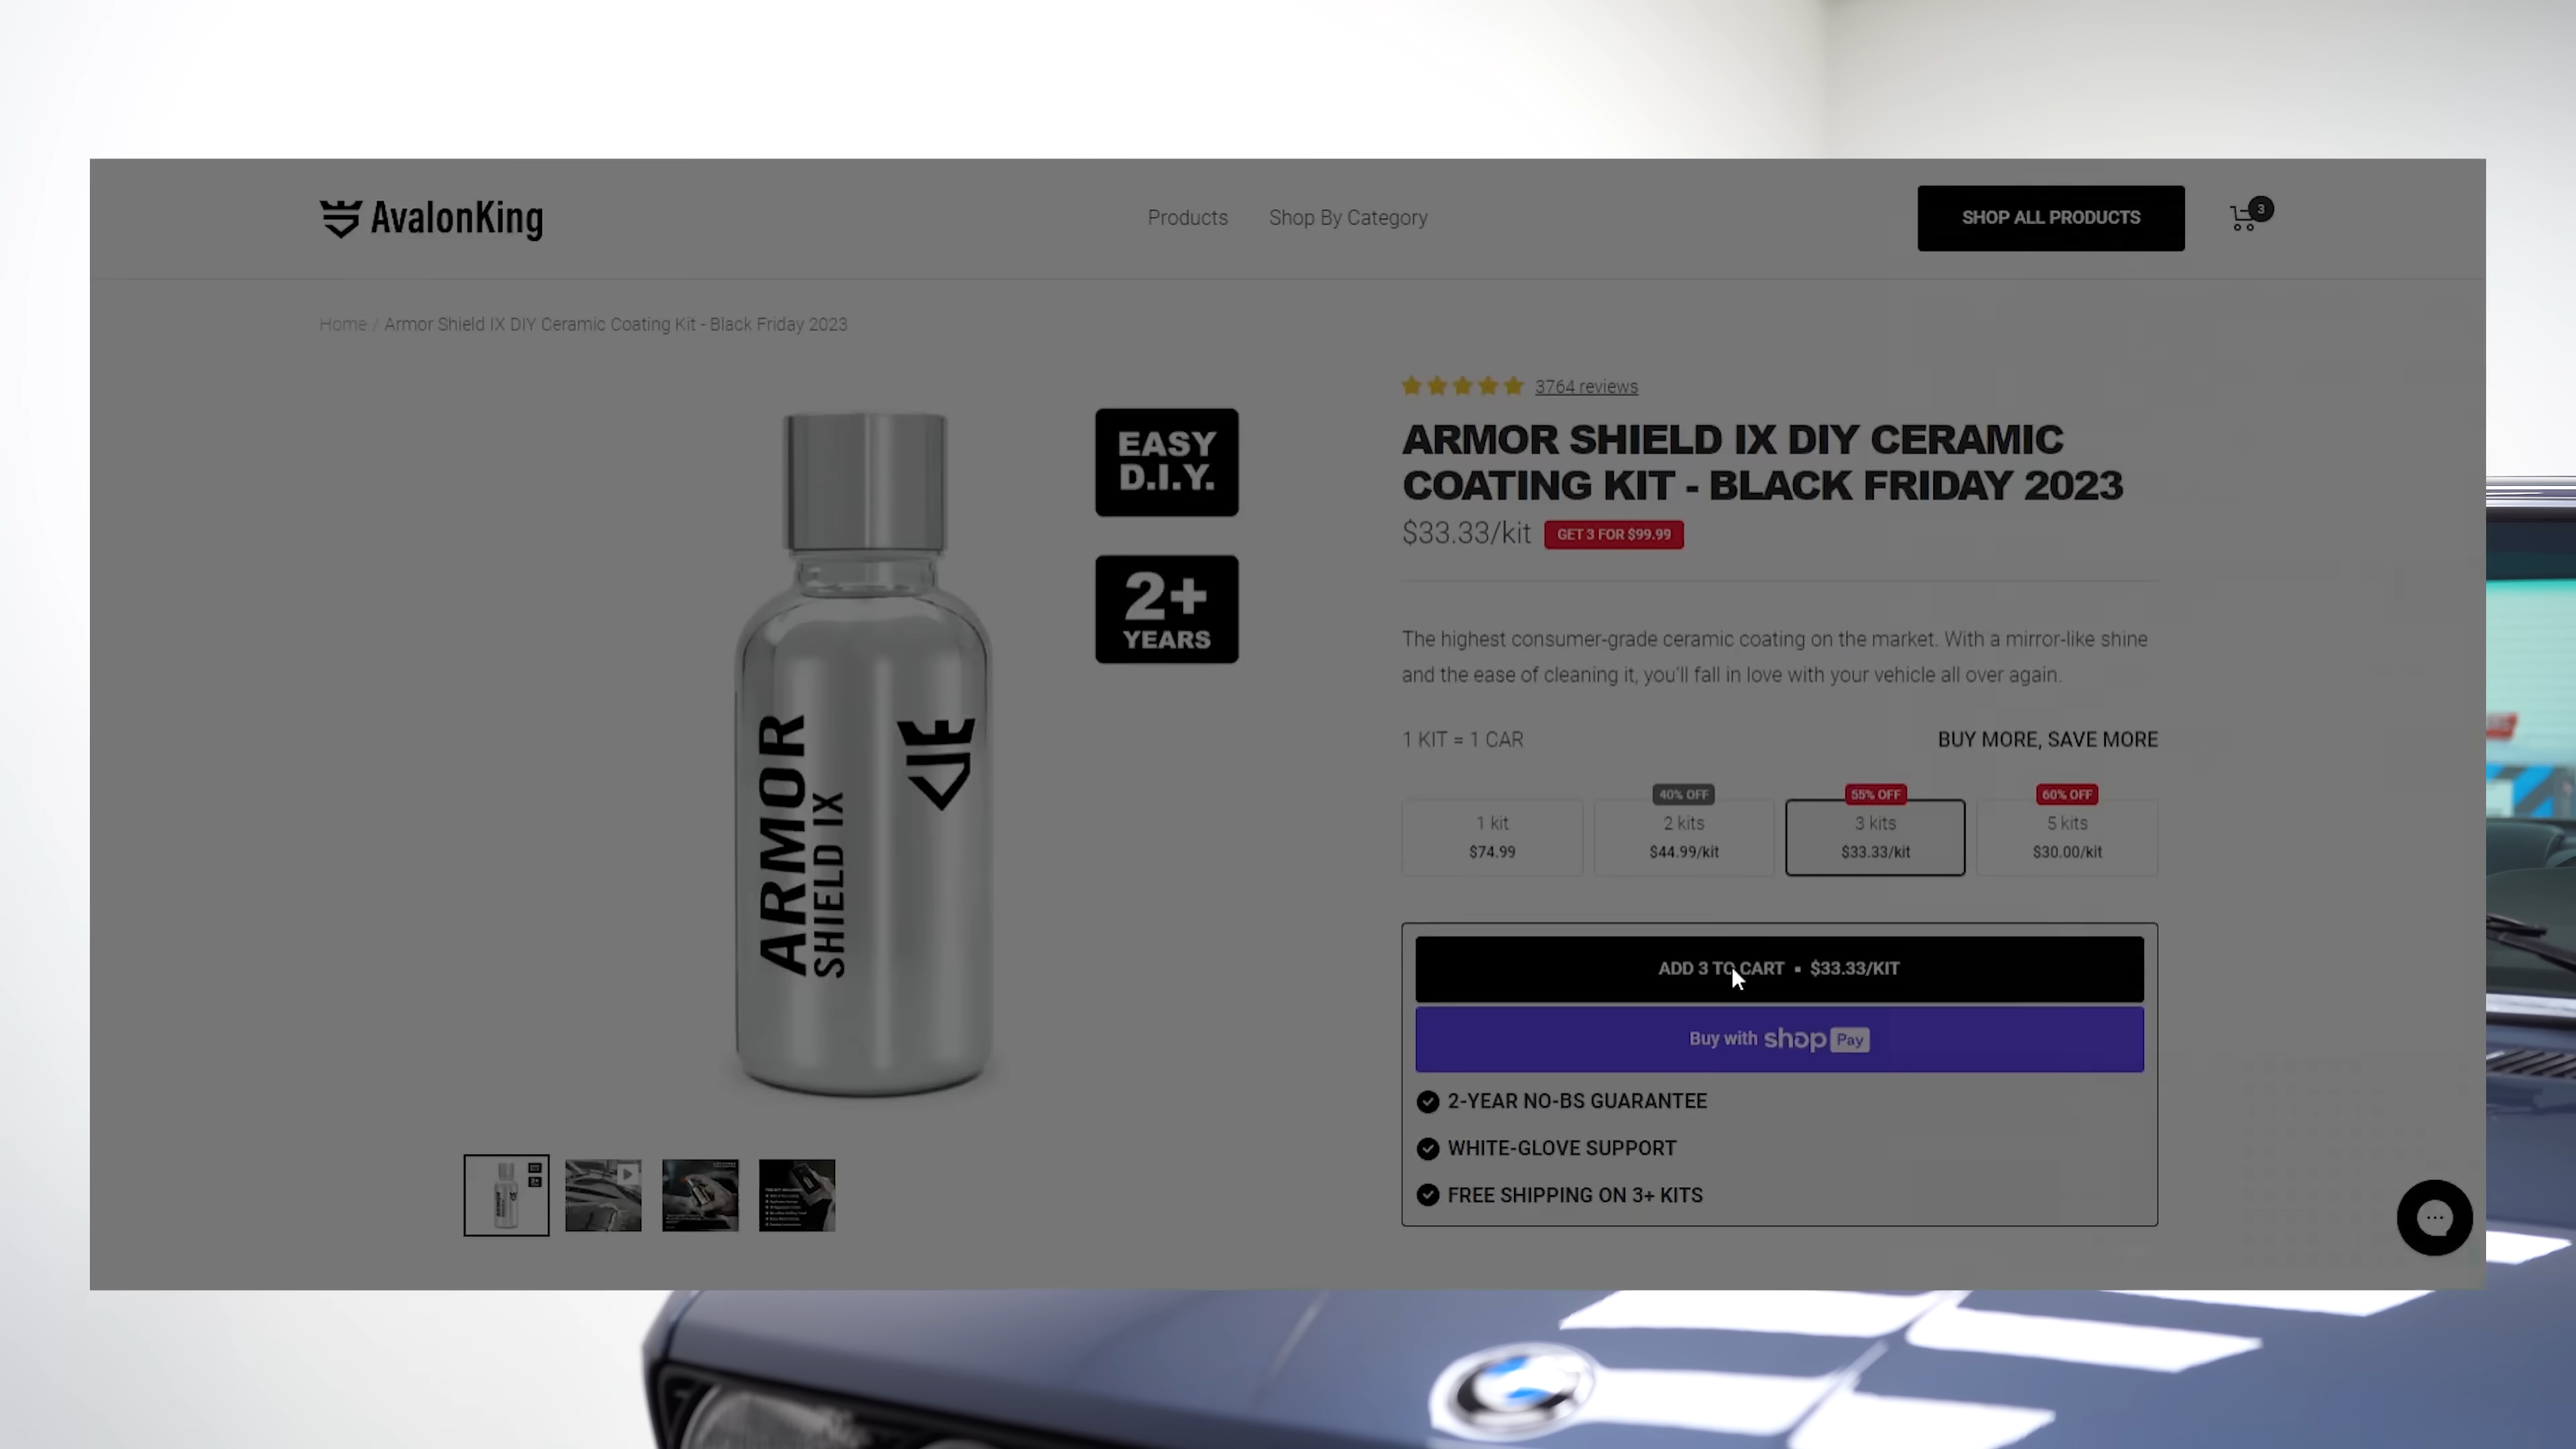 AvalonKing
Products
Shop By Category
SHOP ALL PRODUCTS
3
Home / Armor Shield IX DIY Ceramic Coating Kit - Black Friday 2023
EASY
D.I.Y.
2+
YEARS
ARMOR
SHIELD IX
3764 reviews
ARMOR SHIELD IX DIY CERAMIC
COATING KIT - BLACK FRIDAY 2023
$33.33/kit
GET 3 FOR $99.99
The highest consumer-grade ceramic coating on the market. With a mirror-like shine
and the ease of cleaning it, you'll fall in love with your vehicle all over again.
1 KIT = 1 CAR
BUY MORE, SAVE MORE
1 kit
$74.99
40% OFF
2 kits
$44.99/kit
55% OFF
3 kits
$33.33/kit
60% OFF
5 kits
$30.00/kit
ADD 3 TO CART ▪ $33.33/KIT
Buy with shop Pay
2-YEAR NO-BS GUARANTEE
WHITE-GLOVE SUPPORT
FREE SHIPPING ON 3+ KITS